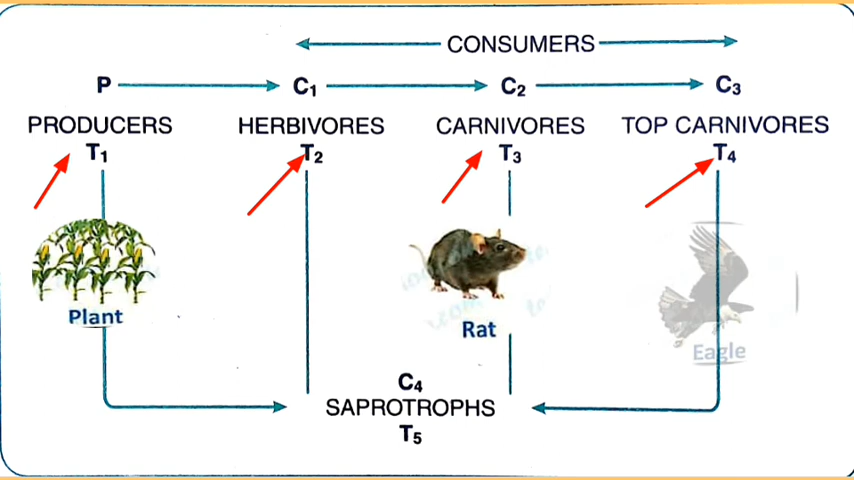 CONSUMERS
P C₁ C₂ C₃
PRODUCERS HERBIVORES CARNIVORES TOP CARNIVORES
T₁ T₂ T₃ T₄
Plant
Rat
Eagle
C₄
SAPROTROPHS
T₅